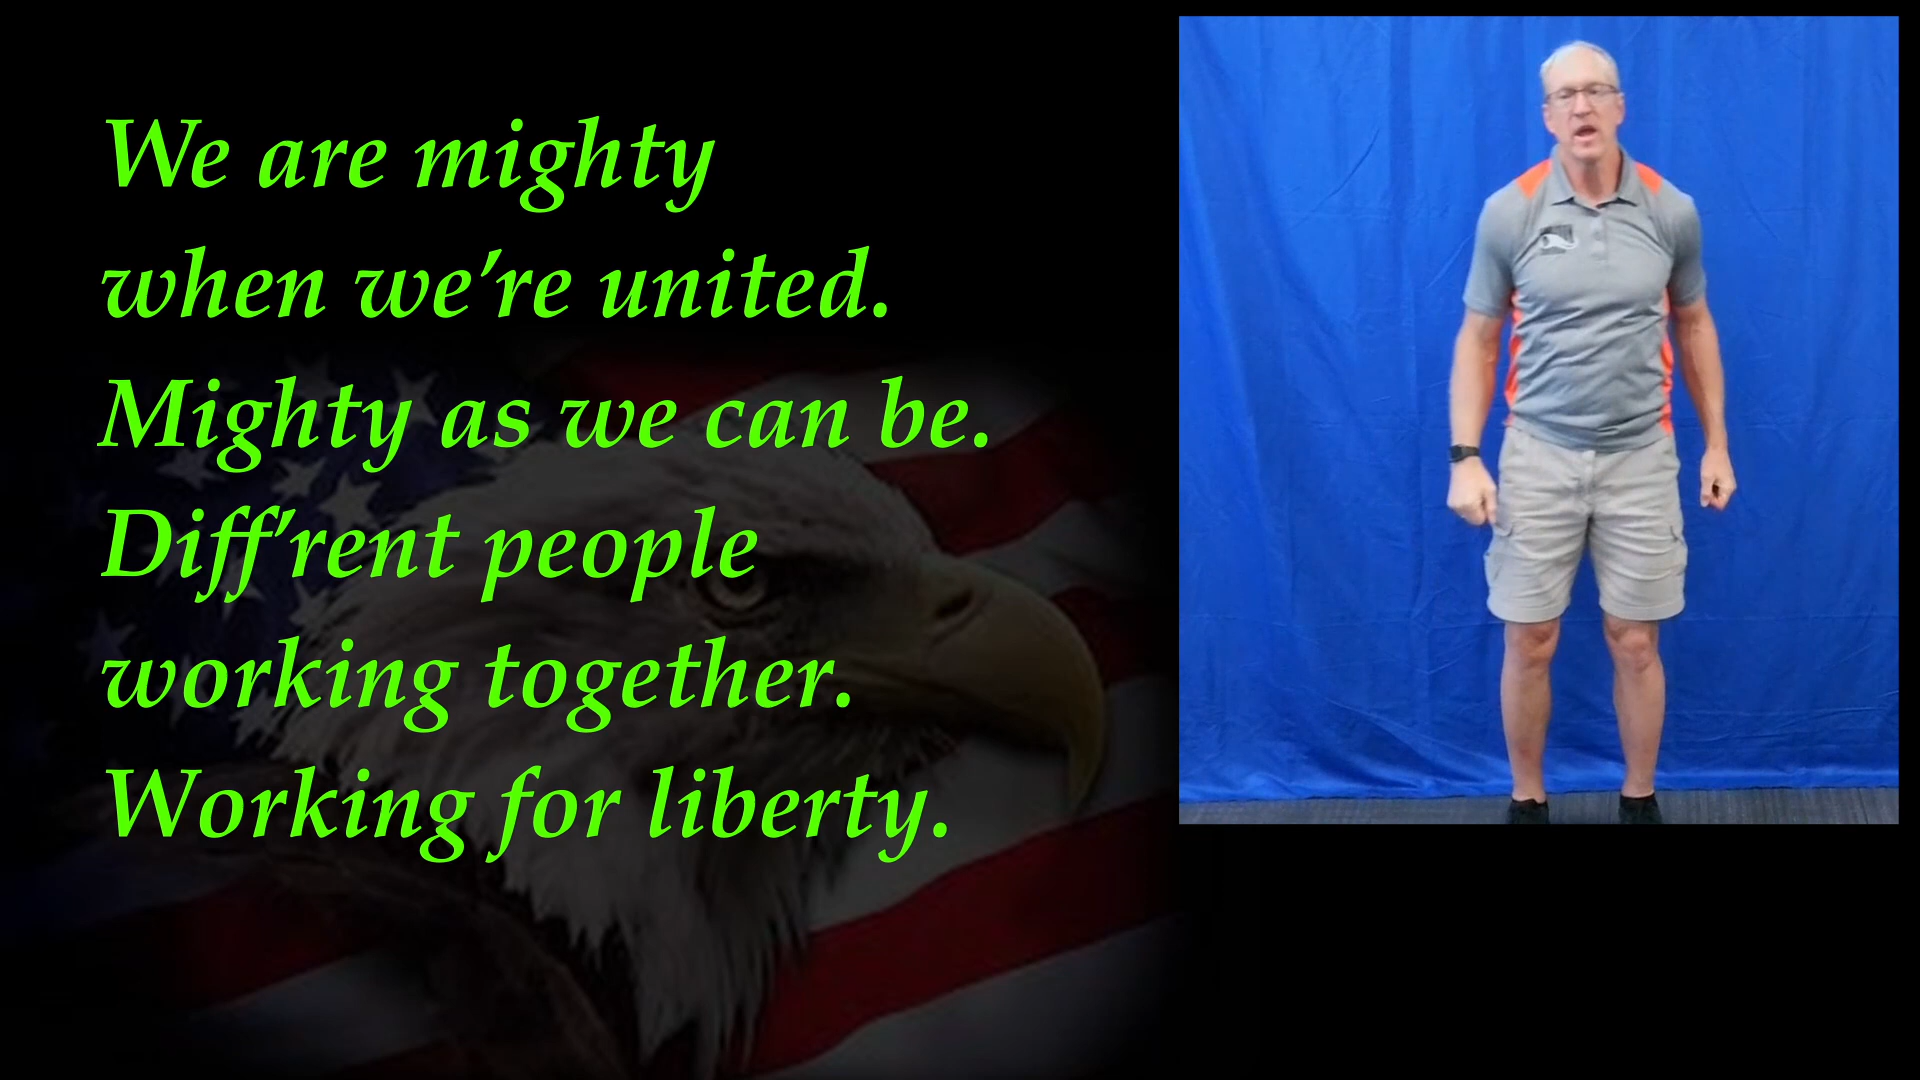 We are mighty
when we’re united.
Mighty as we can be.
Diff’rent people
working together.
Working for liberty.